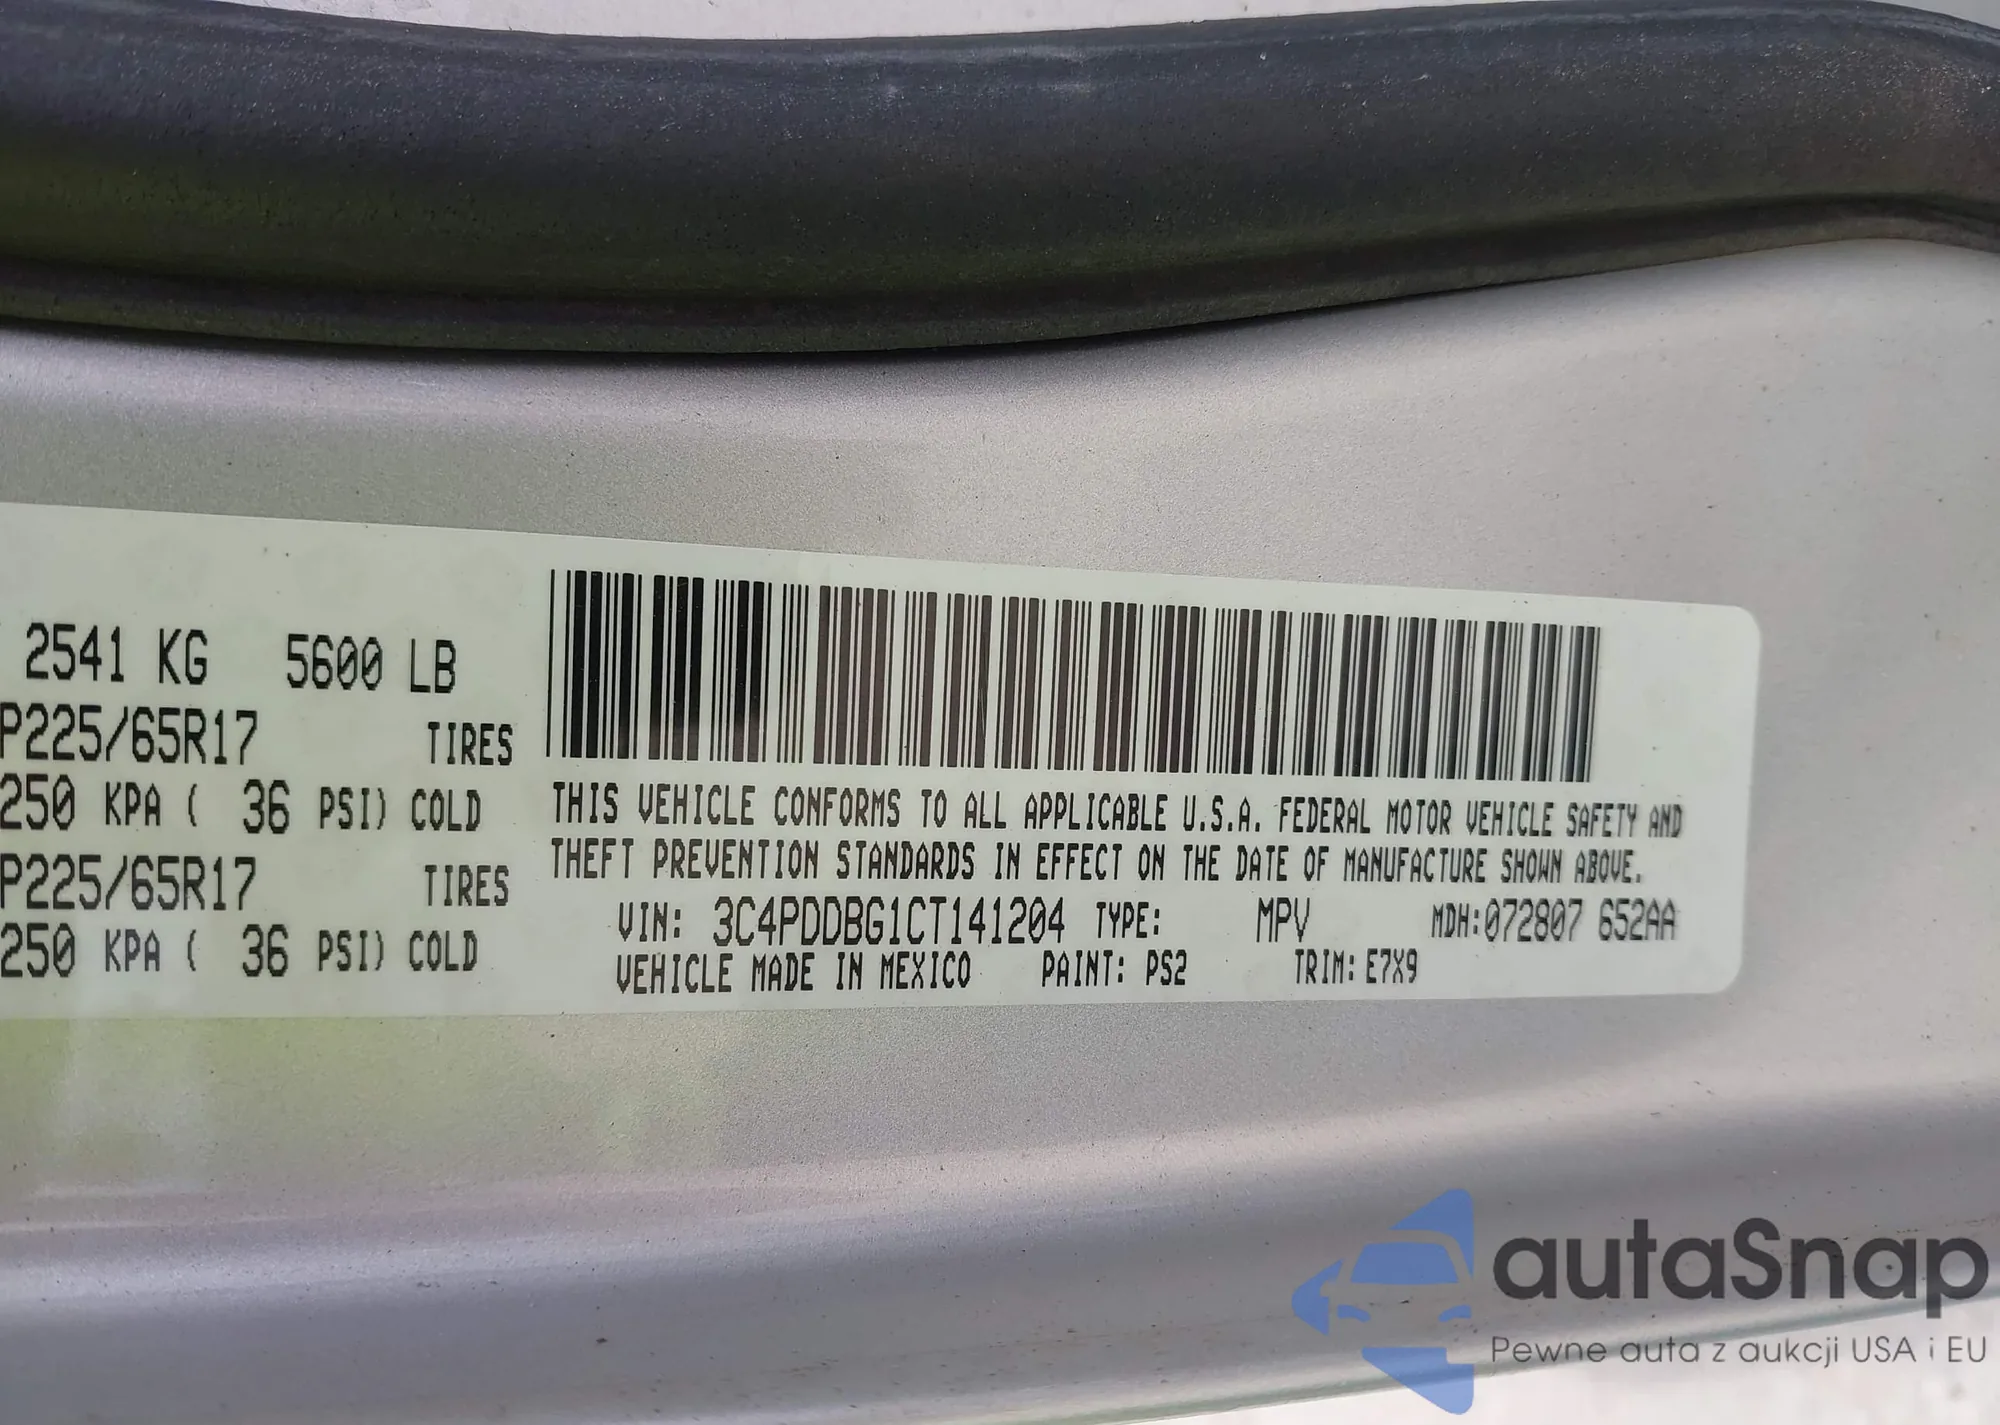 2541 KG 5600 LB
P225/65R17 TIRES
250 KPA ( 36 PSI) COLD
P225/65R17 TIRES
250 KPA ( 36 PSI) COLD
THIS VEHICLE CONFORMS TO ALL APPLICABLE U.S.A. FEDERAL MOTOR VEHICLE SAFETY AND
THEFT PREVENTION STANDARDS IN EFFECT ON THE DATE OF MANUFACTURE SHOWN ABOVE.
VIN: 3C4PDDBG1CT141204 TYPE: MPV MDH:072807 652AA
VEHICLE MADE IN MEXICO PAINT: PS2 TRIM: E7X9
autaSnap
Pewne auta z aukcji USA i EU